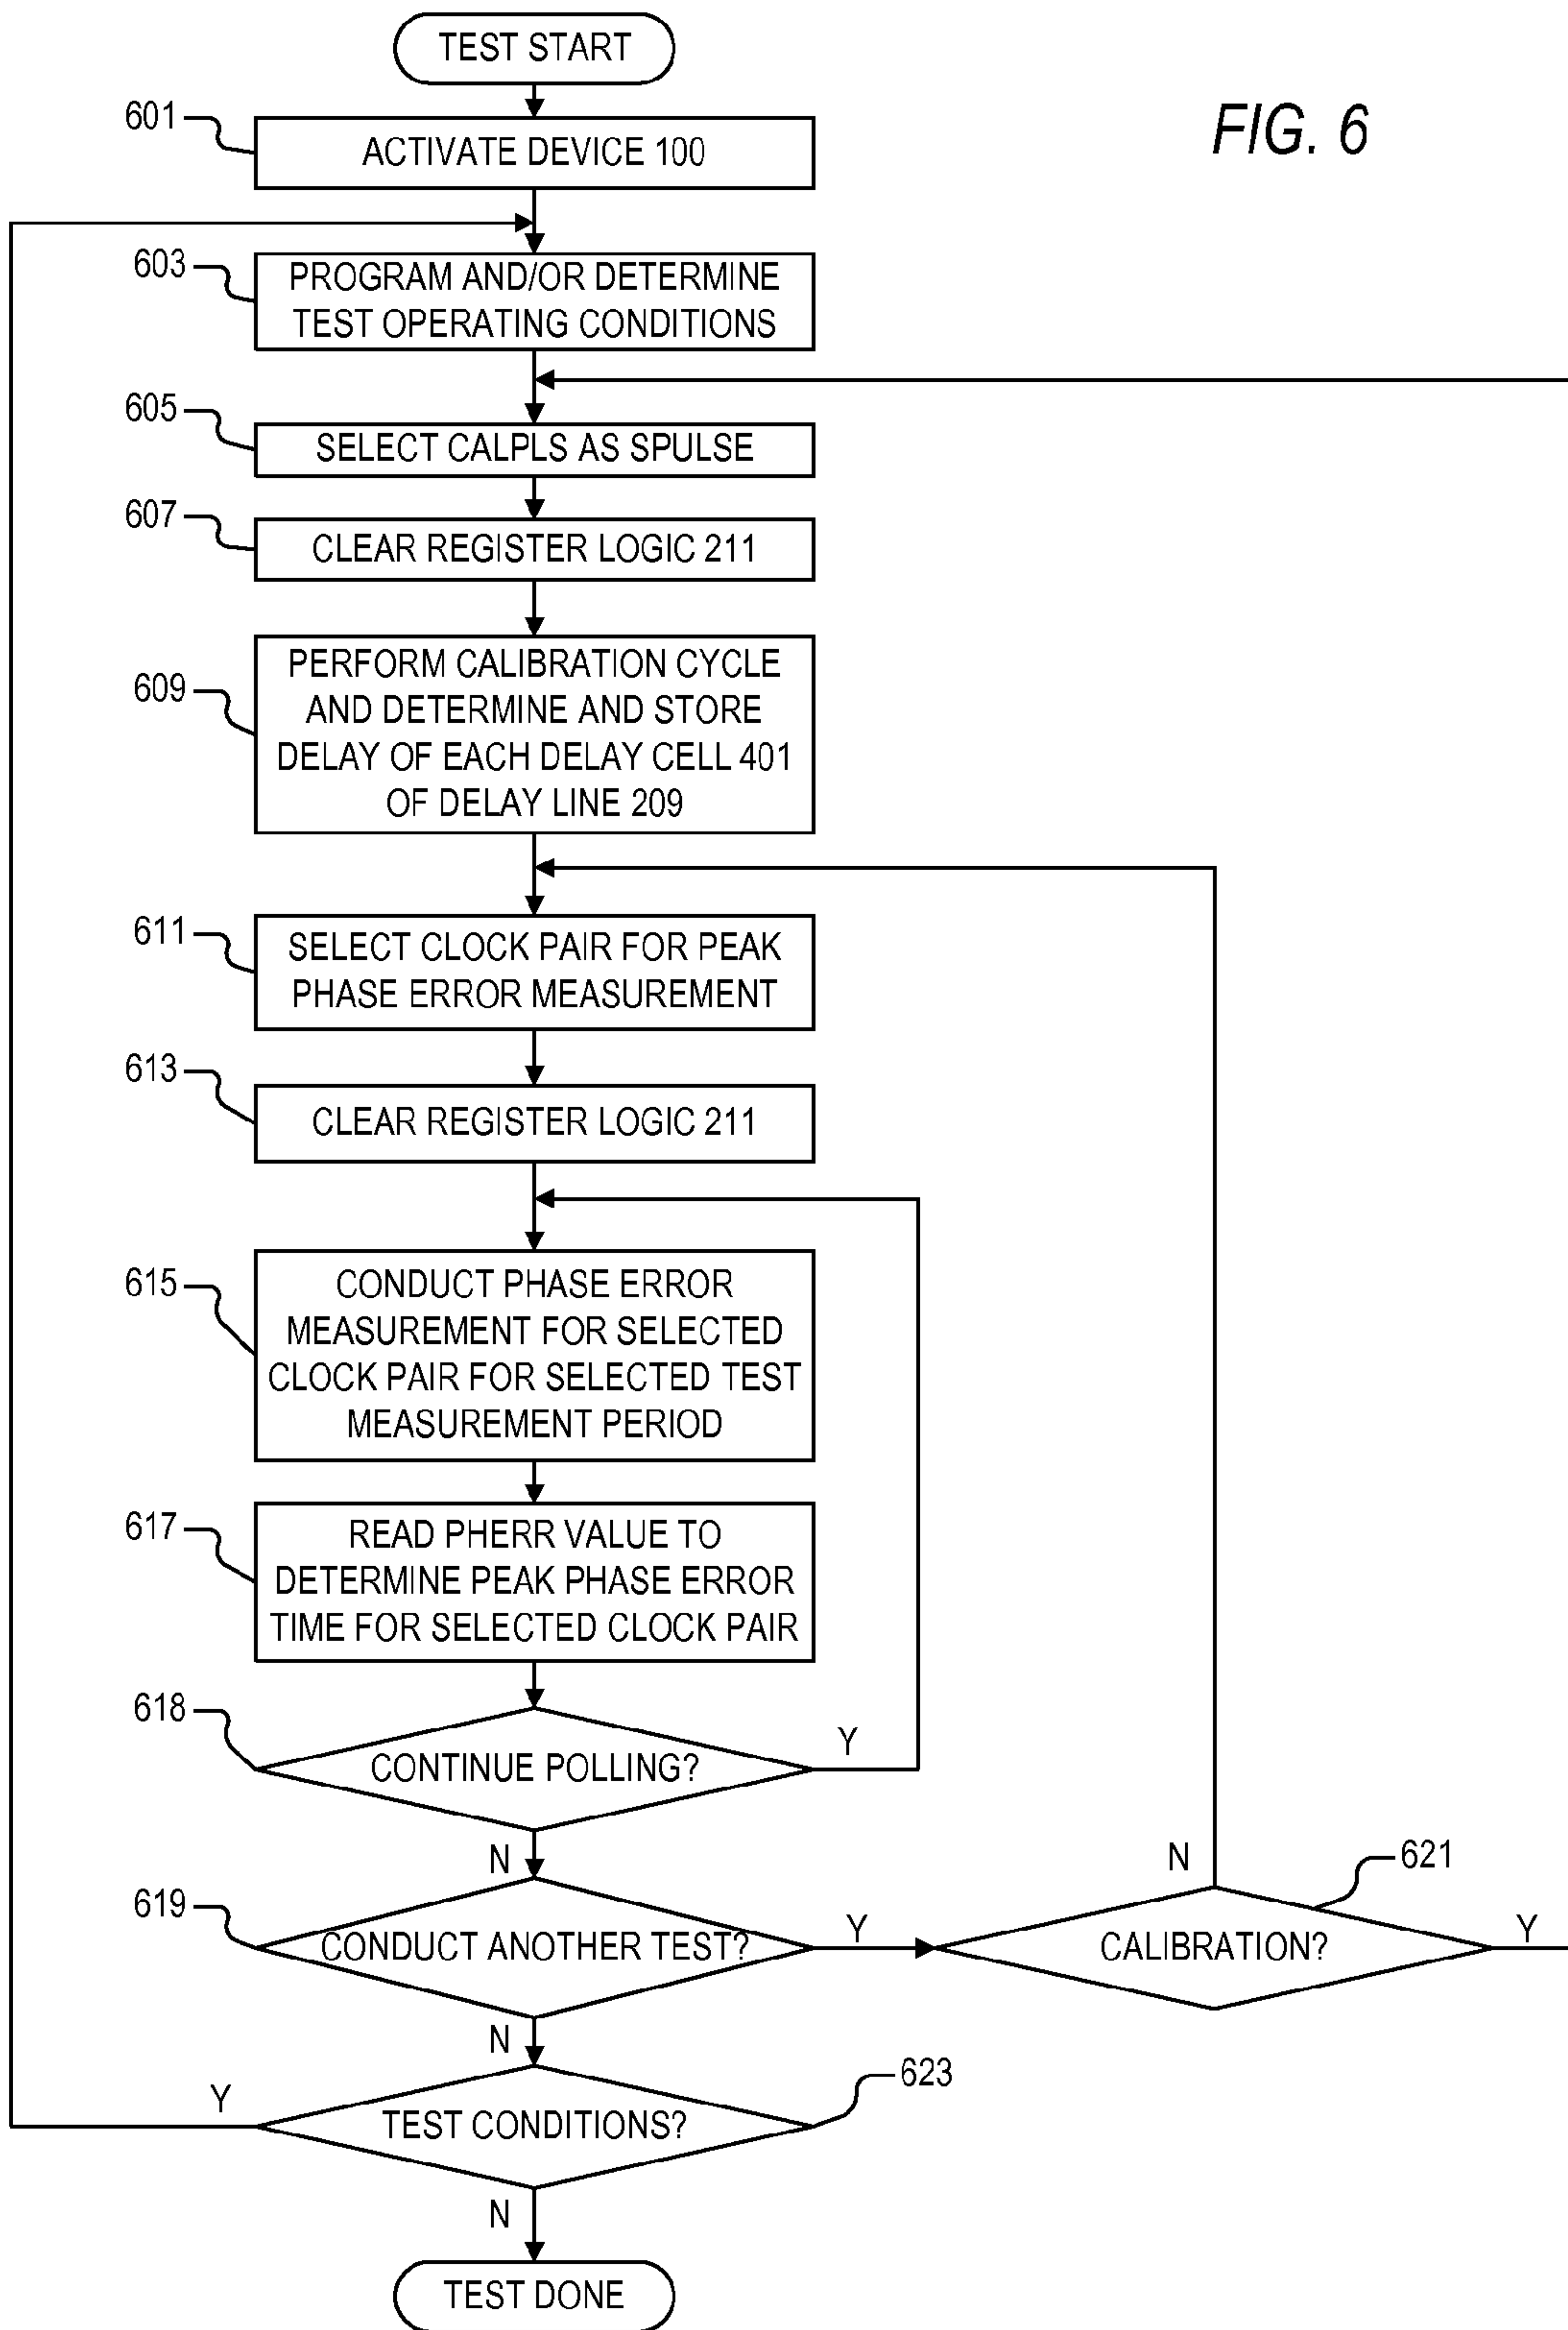 TEST START
FIG. 6
601
ACTIVATE DEVICE 100
603
PROGRAM AND/OR DETERMINE
TEST OPERATING CONDITIONS
605
SELECT CALPLS AS SPULSE
607
CLEAR REGISTER LOGIC 211
609
PERFORM CALIBRATION CYCLE
AND DETERMINE AND STORE
DELAY OF EACH DELAY CELL 401
OF DELAY LINE 209
611
SELECT CLOCK PAIR FOR PEAK
PHASE ERROR MEASUREMENT
613
CLEAR REGISTER LOGIC 211
615
CONDUCT PHASE ERROR
MEASUREMENT FOR SELECTED
CLOCK PAIR FOR SELECTED TEST
MEASUREMENT PERIOD
617
READ PHERR VALUE TO
DETERMINE PEAK PHASE ERROR
TIME FOR SELECTED CLOCK PAIR
618
CONTINUE POLLING?
Y
N
619
CONDUCT ANOTHER TEST?
Y
N
621
CALIBRATION?
N
Y
623
TEST CONDITIONS?
Y
N
TEST DONE